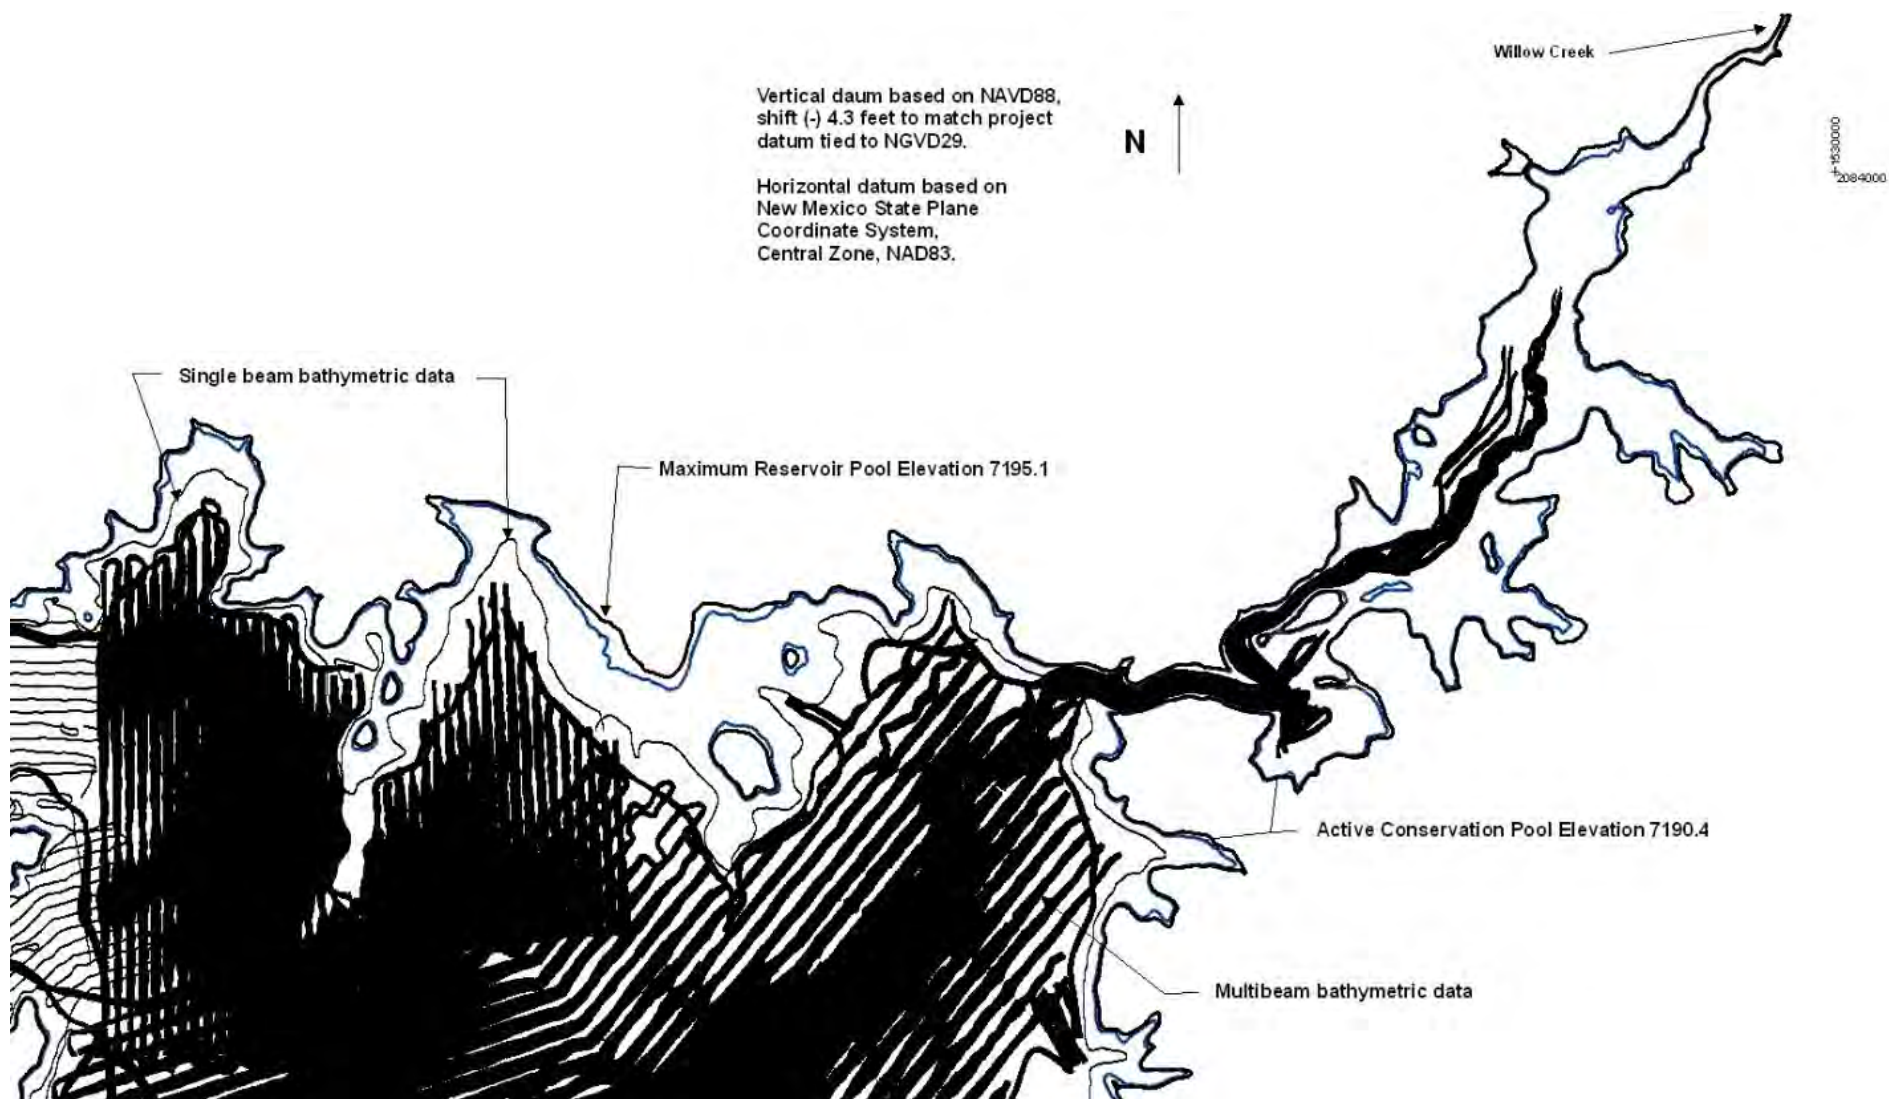 Willow Creek
Vertical daum based on NAVD88,
shift (-) 4.3 feet to match project
datum tied to NGVD29.
N
+1630000
2084000
Horizontal datum based on
New Mexico State Plane
Coordinate System,
Central Zone, NAD83.
Single beam bathymetric data
Maximum Reservoir Pool Elevation 7195.1
Active Conservation Pool Elevation 7190.4
Multibeam bathymetric data